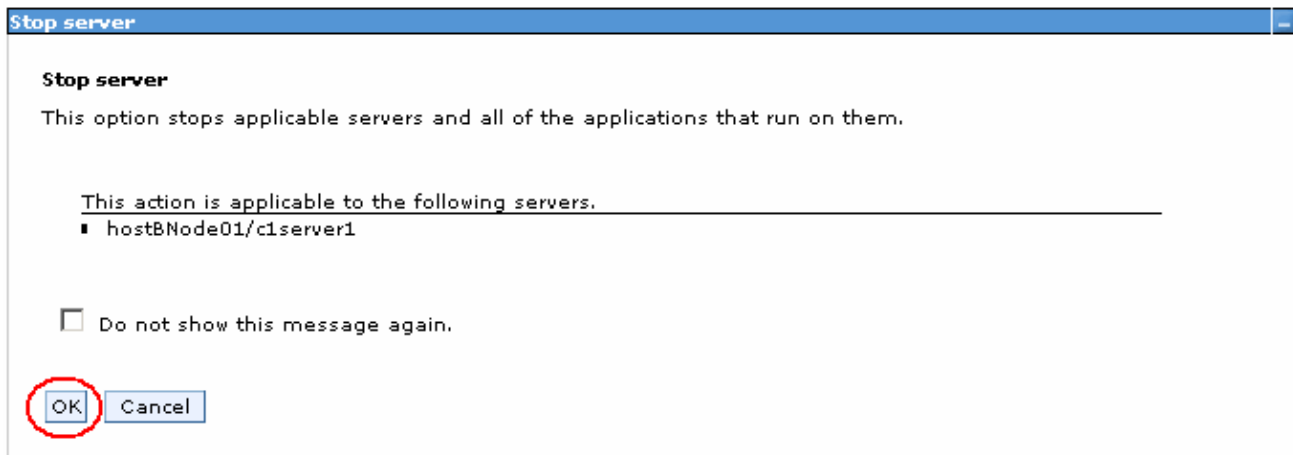 Stop server
Stop server
This option stops applicable servers and all of the applications that run on them.
This action is applicable to the following servers.
hostBNode01/c1server1
Do not show this message again.
OK Cancel